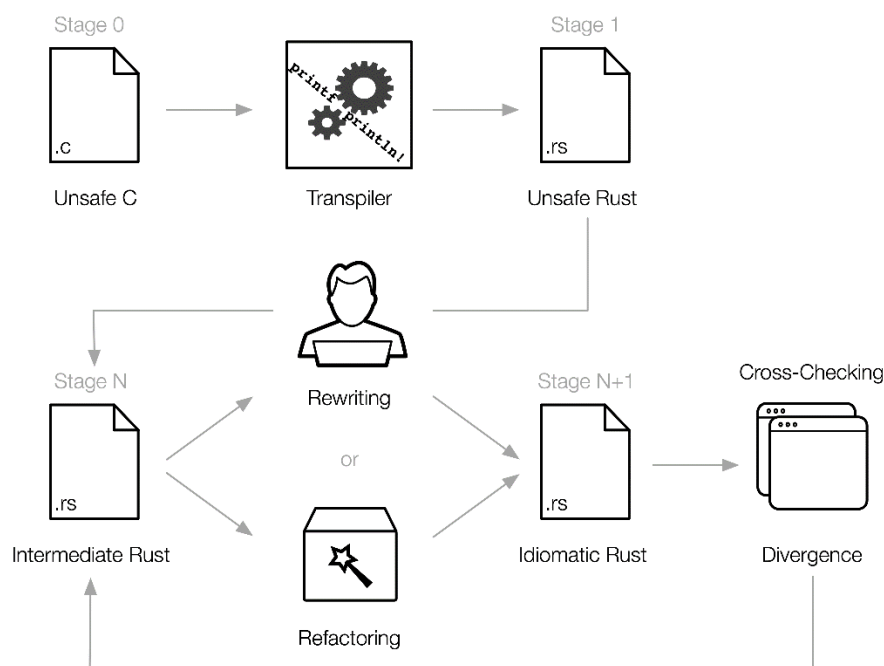 Stage 0
Stage 1
printf
println!
.c
.rs
Unsafe C
Transpiler
Unsafe Rust
Stage N
Rewriting
Stage N+1
Cross-Checking
or
.rs
.rs
Intermediate Rust
Idiomatic Rust
Divergence
Refactoring